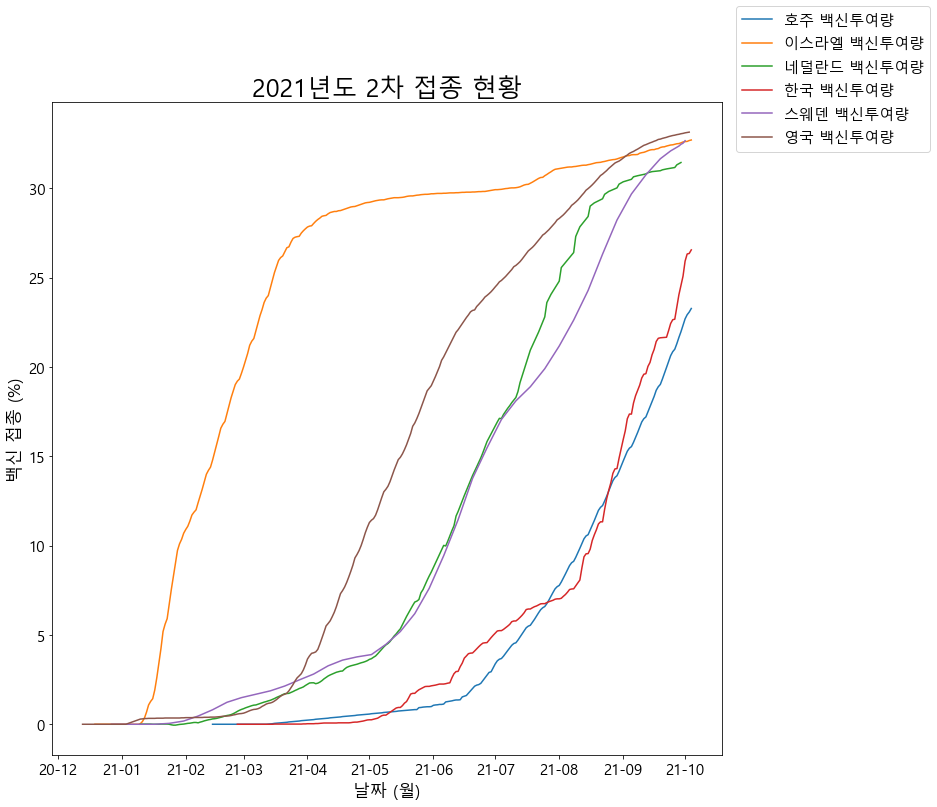 호주 백신투여량
이스라엘 백신투여량
네덜란드 백신투여량
한국 백신투여량
스웨덴 백신투여량
영국 백신투여량
2021년도 2차 접종 현황
백신 접종 (%)
30
25
20
15
10
5
0
20-12 21-01 21-02 21-03 21-04 21-05 21-06 21-07 21-08 21-09 21-10
날짜 (월)